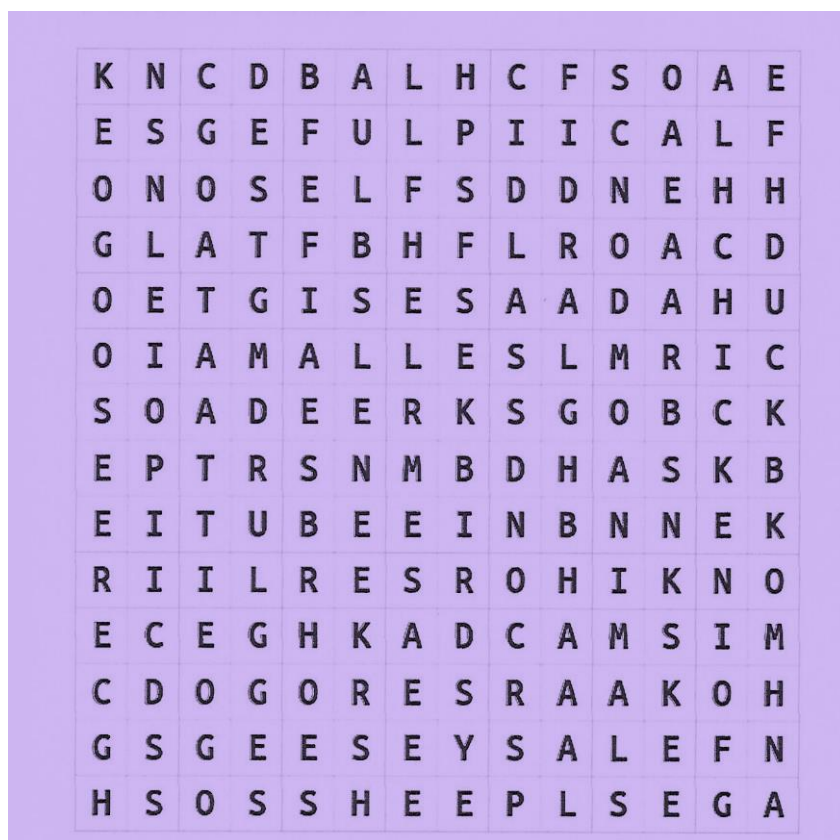 K N C D B A L H C F S O A E
E S G E F U L P I I C A L F
O N O S E L F S D D N E H H
G L A T F B H F L R O A C D
O E T G I S E S A A D A H U
O I A M A L L E S L M R I C
S O A D E E R K S G O B C K
E P T R S N M B D H A S K B
E I T U B E E I N B N N E K
R I I L R E S R O H I K N O
E C E G H K A D C A M S I M
C D O G O R E S R A A K O H
G S G E E S E Y S A L E F N
H S O S S H E E P L S E G A